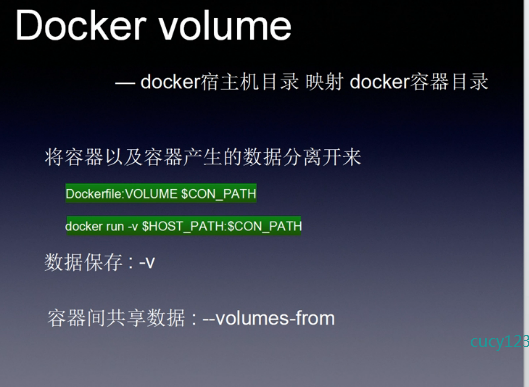 Docker volume
— docker宿主机目录 映射 docker容器目录
将容器以及容器产生的数据分离开来
Dockerfile:VOLUME $CON_PATH
docker run -v $HOST_PATH:$CON_PATH
数据保存 : -v
容器间共享数据 : --volumes-from
cucy123